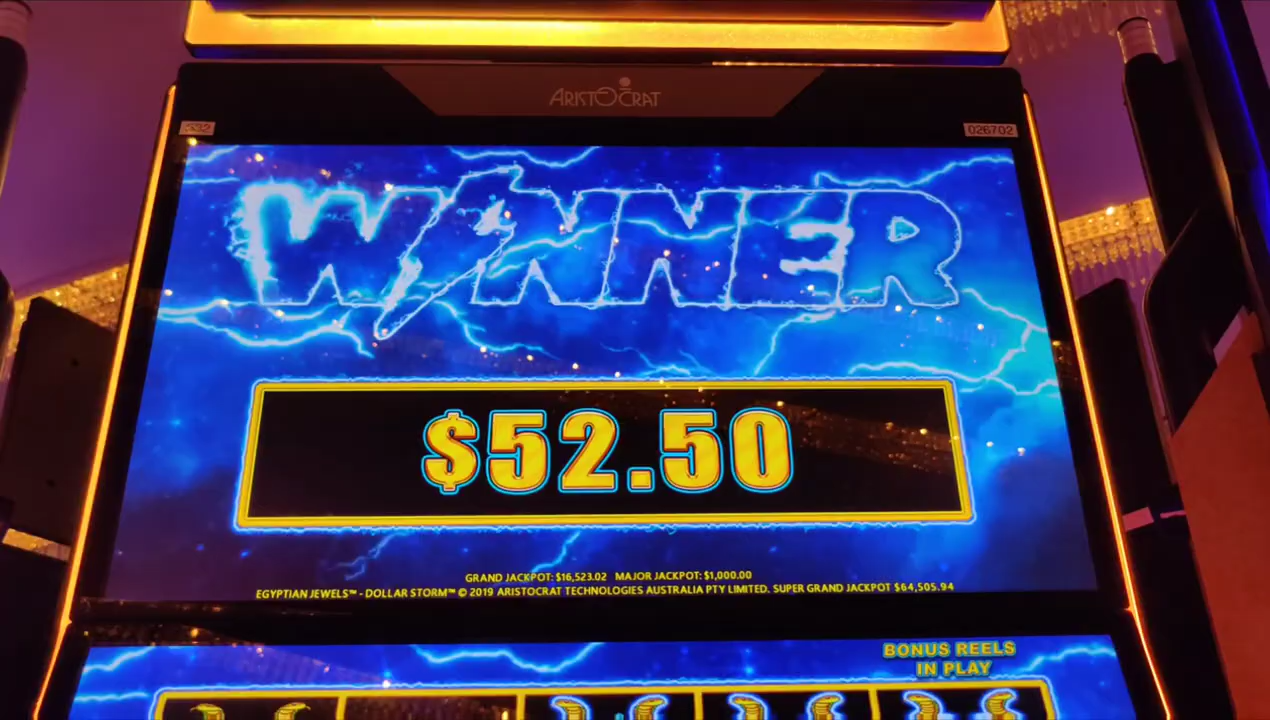 ARISTOCRAT
532
026702
WINNER
$52.50
GRAND JACKPOT: $16,523.02 MAJOR JACKPOT: $1,000.00
EGYPTIAN JEWELS™ - DOLLAR STORM™ © 2019 ARISTOCRAT TECHNOLOGIES AUSTRALIA PTY LIMITED. SUPER GRAND JACKPOT $64,505.94
BONUS REELS
IN PLAY